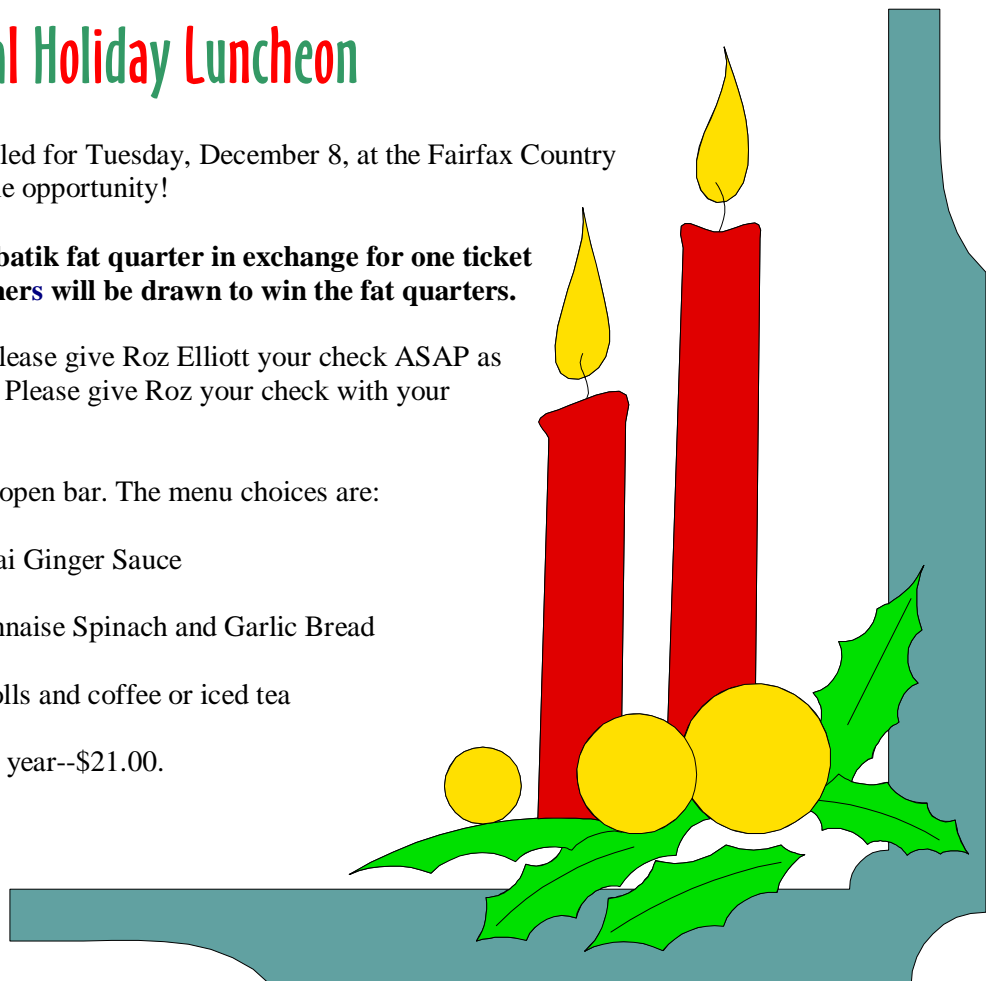 l Holiday Luncheon
led for Tuesday, December 8, at the Fairfax Country
e opportunity!
batik fat quarter in exchange for one ticket
ners will be drawn to win the fat quarters.
lease give Roz Elliott your check ASAP as
Please give Roz your check with your
open bar. The menu choices are:
ai Ginger Sauce
nnaise Spinach and Garlic Bread
olls and coffee or iced tea
year--$21.00.